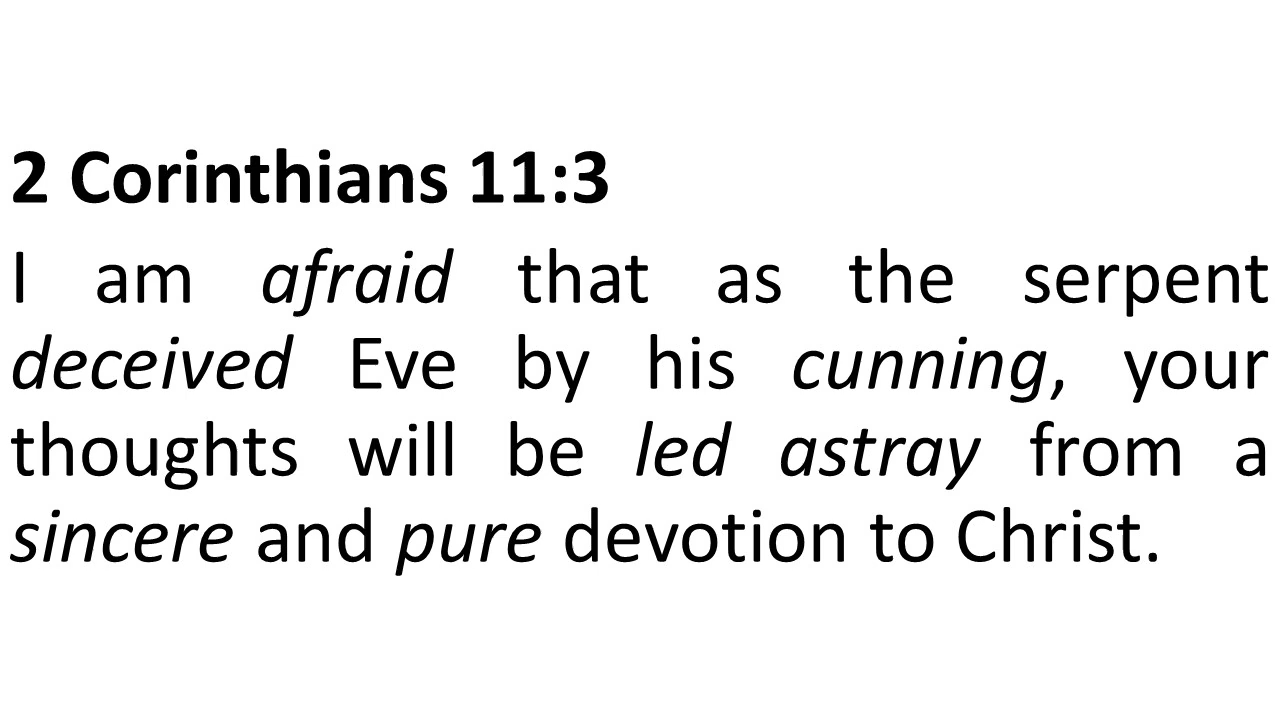 2 Corinthians 11:3
I am afraid that as the serpent
deceived Eve by his cunning, your
thoughts will be led astray from a
sincere and pure devotion to Christ.